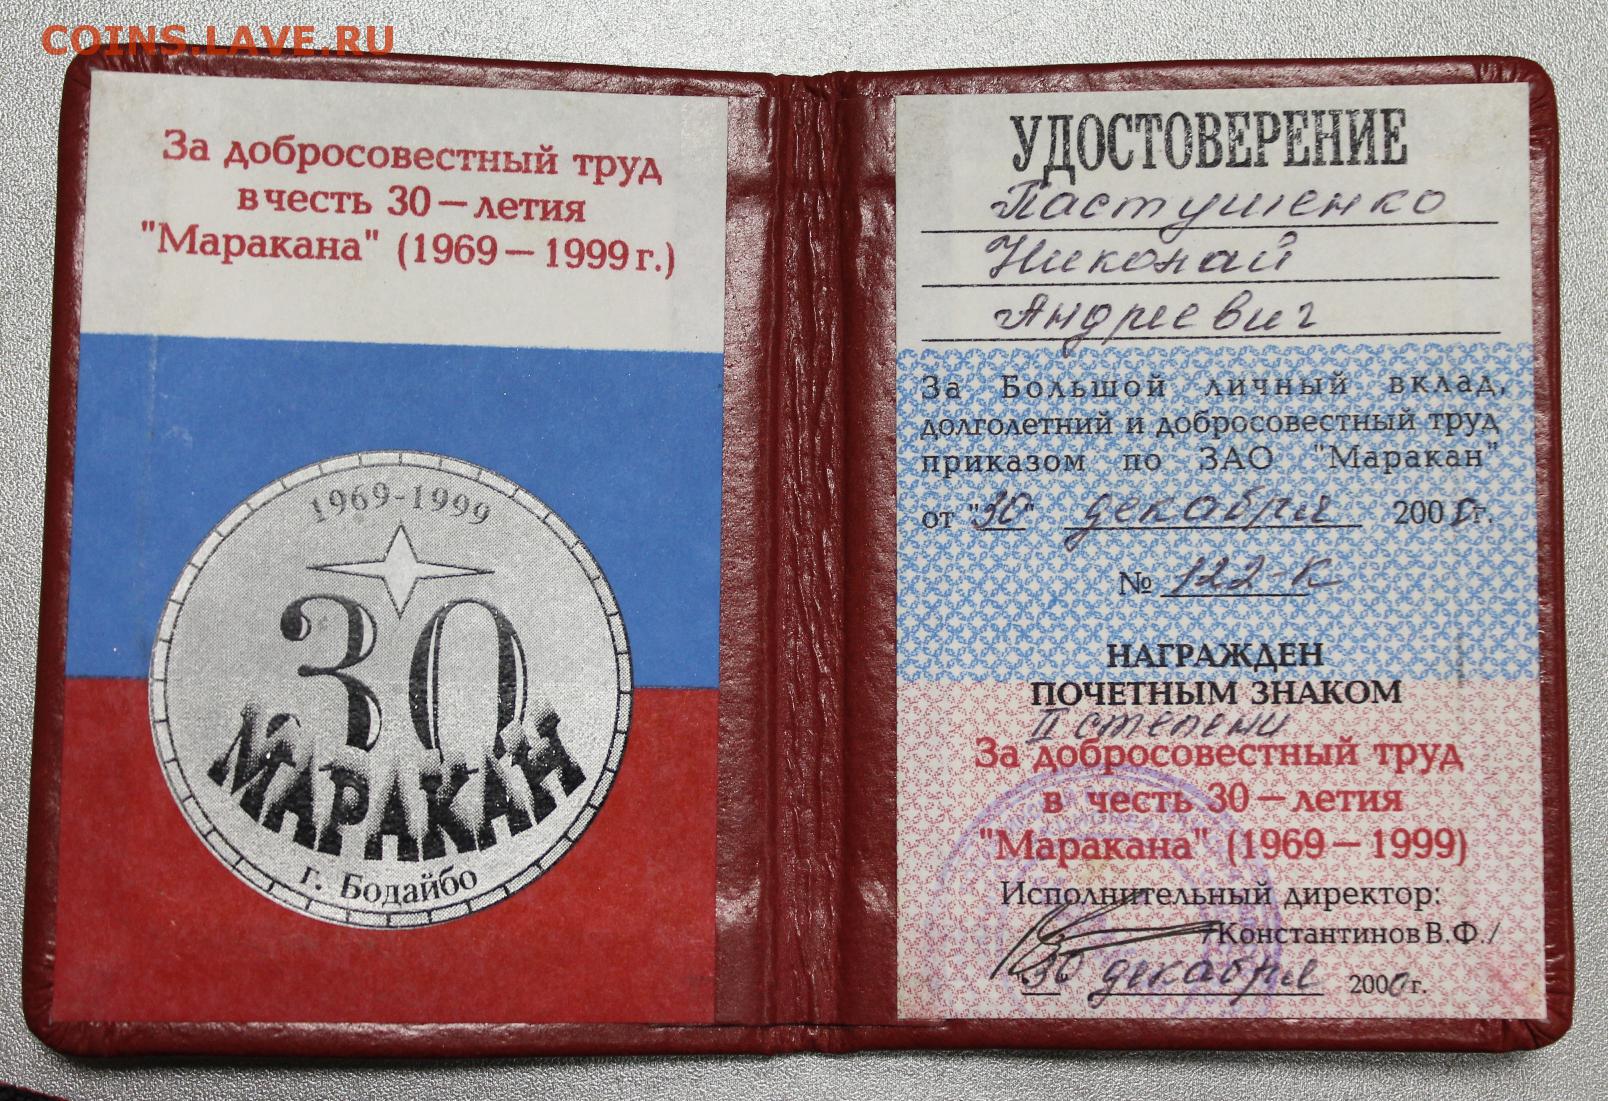 COINS.LAVE.RU
За добросовестный труд
в честь 30 – летия
"Маракана" (1969 – 1999 г.)
1969-1999
30
МАРАКАН
г. Бодайбо
УДОСТОВЕРЕНИЕ
Пастушенко
Николай
Андреевич
За Большой личный вклад,
долголетний и добросовестный труд
приказом по ЗАО "Маракан"
от "30" декабря 2000 г.
№ 122-К
НАГРАЖДЕН
ПОЧЕТНЫМ ЗНАКОМ
II степени
За добросовестный труд
в честь 30 – летия
"Маракана" (1969 – 1999)
Исполнительный директор:
/Константинов В.Ф./
30 декабря 2000 г.